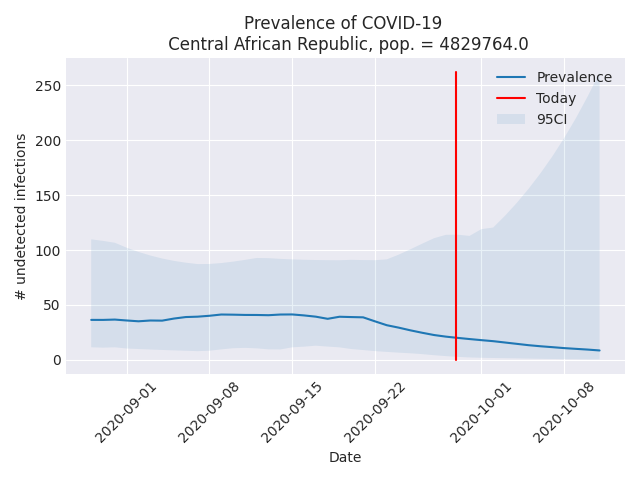 Prevalence of COVID-19
Central African Republic, pop. = 4829764.0
# undetected infections
250
200
150
100
50
0
Prevalence
Today
95CI
2020-09-01
2020-09-08
2020-09-15
2020-09-22
2020-10-01
2020-10-08
Date